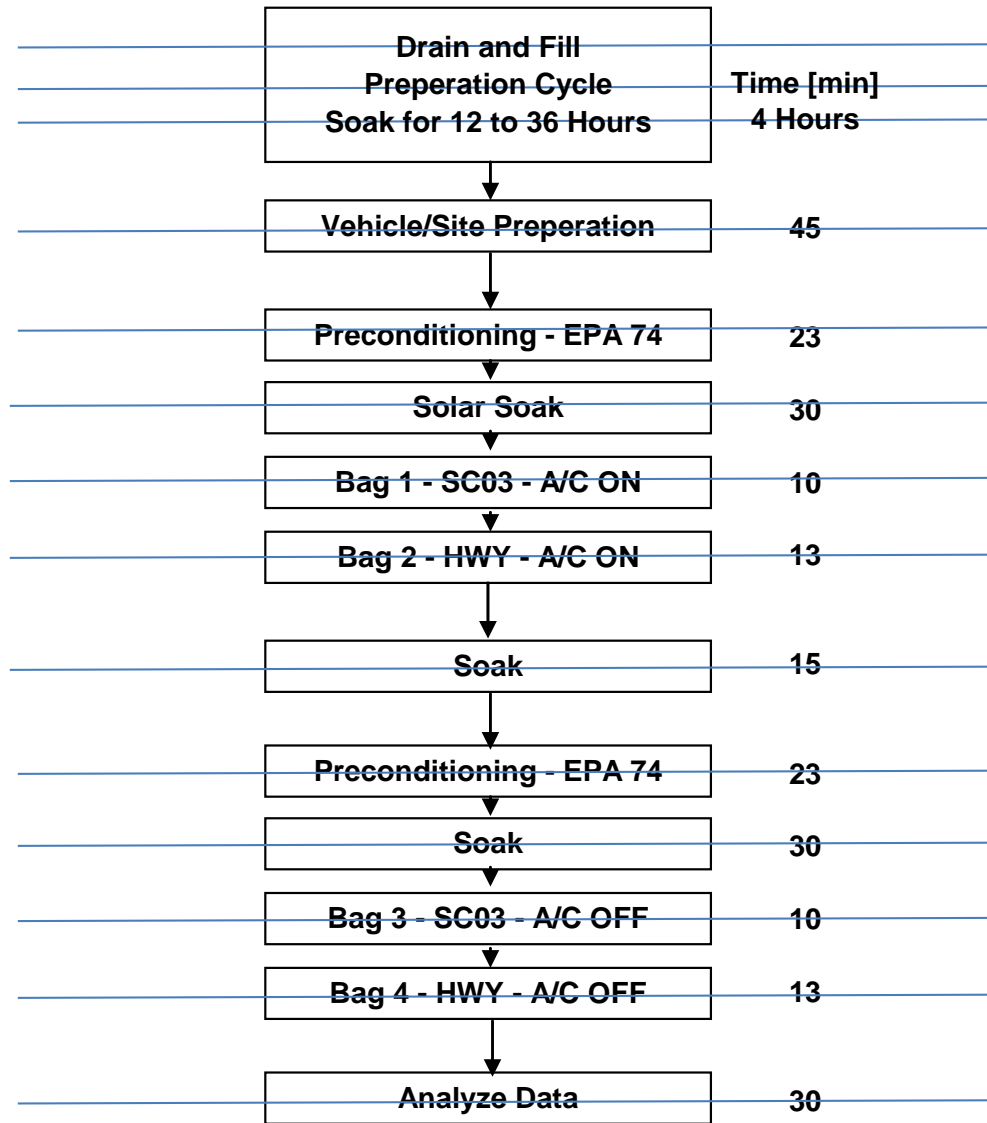 Drain and Fill
Preperation Cycle Time [min]
Soak for 12 to 36 Hours 4 Hours
Vehicle/Site Preperation 45
Preconditioning - EPA 74 23
Solar Soak 30
Bag 1 - SC03 - A/C ON 10
Bag 2 - HWY - A/C ON 13
Soak 15
Preconditioning - EPA 74 23
Soak 30
Bag 3 - SC03 - A/C OFF 10
Bag 4 - HWY - A/C OFF 13
Analyze Data 30